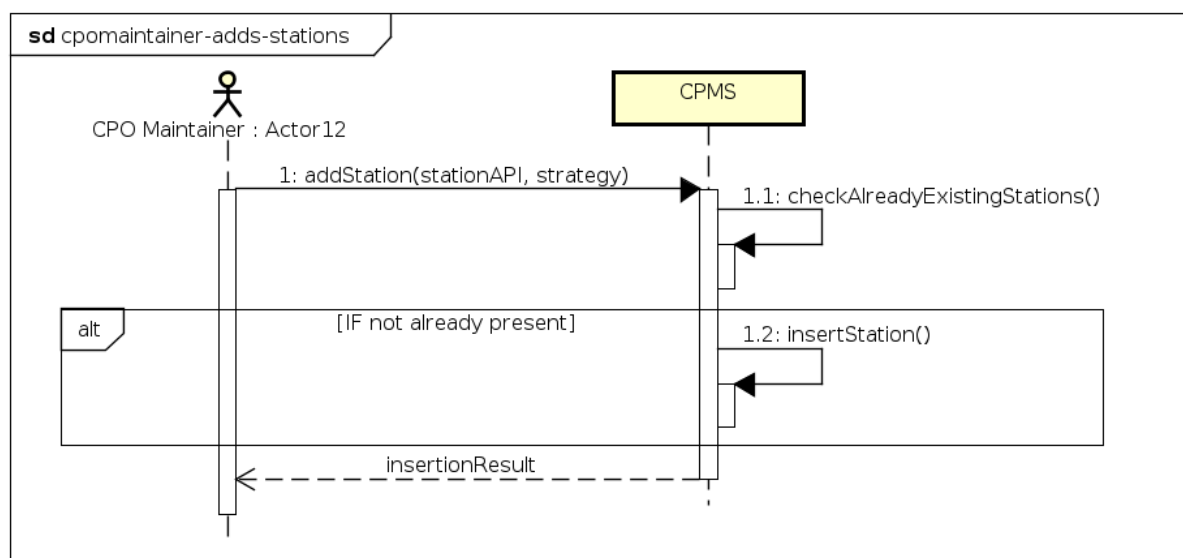 sd cpomaintainer-adds-stations
CPMS
CPO Maintainer : Actor12
1: addStation(stationAPI, strategy)
1.1: checkAlreadyExistingStations()
alt
[IF not already present]
1.2: insertStation()
insertionResult